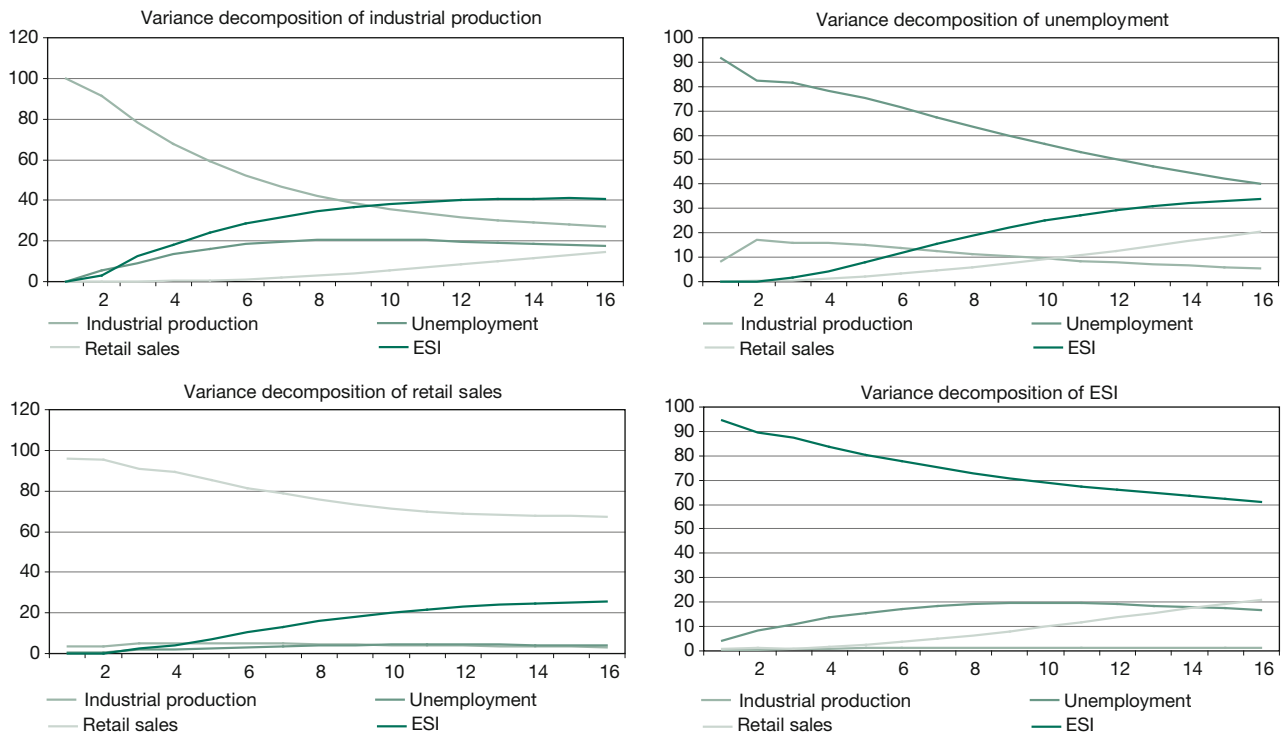 Variance decomposition of industrial production
120
100
80
60
40
20
0
2 4 6 8 10 12 14 16
Industrial production Unemployment
Retail sales ESI
Variance decomposition of unemployment
100
90
80
70
60
50
40
30
20
10
0
2 4 6 8 10 12 14 16
Industrial production Unemployment
Retail sales ESI
Variance decomposition of retail sales
120
100
80
60
40
20
0
2 4 6 8 10 12 14 16
Industrial production Unemployment
Retail sales ESI
Variance decomposition of ESI
100
90
80
70
60
50
40
30
20
10
0
2 4 6 8 10 12 14 16
Industrial production Unemployment
Retail sales ESI